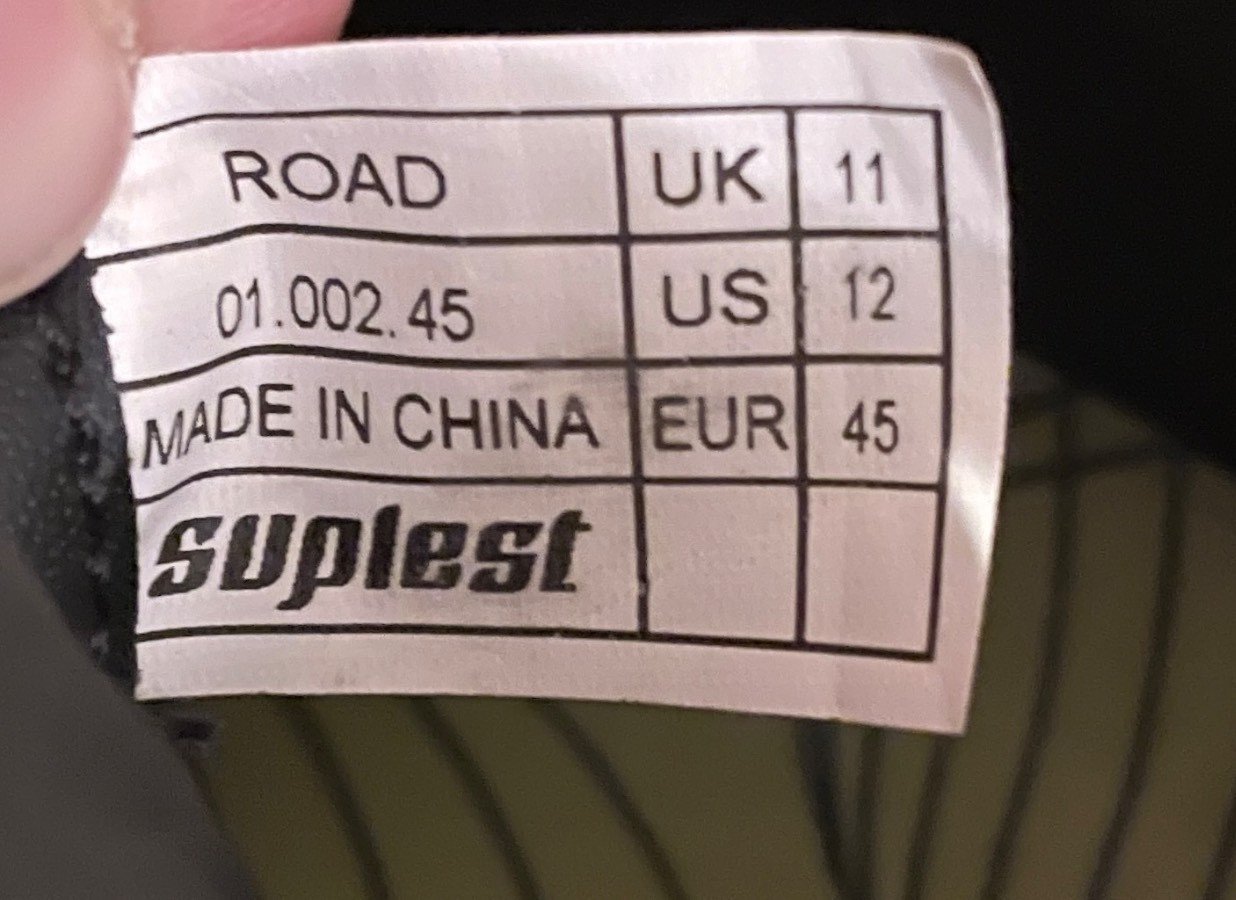 ROAD UK 11
01.002.45 US 12
MADE IN CHINA EUR 45
suplest